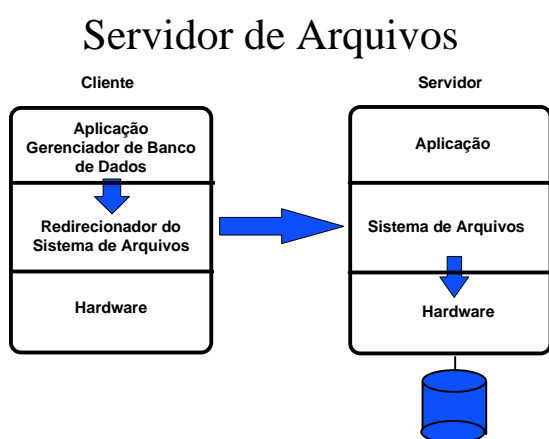 Servidor de Arquivos
Cliente
Aplicação
Gerenciador de Banco
de Dados
Redirecionador do
Sistema de Arquivos
Hardware
Servidor
Aplicação
Sistema de Arquivos
Hardware